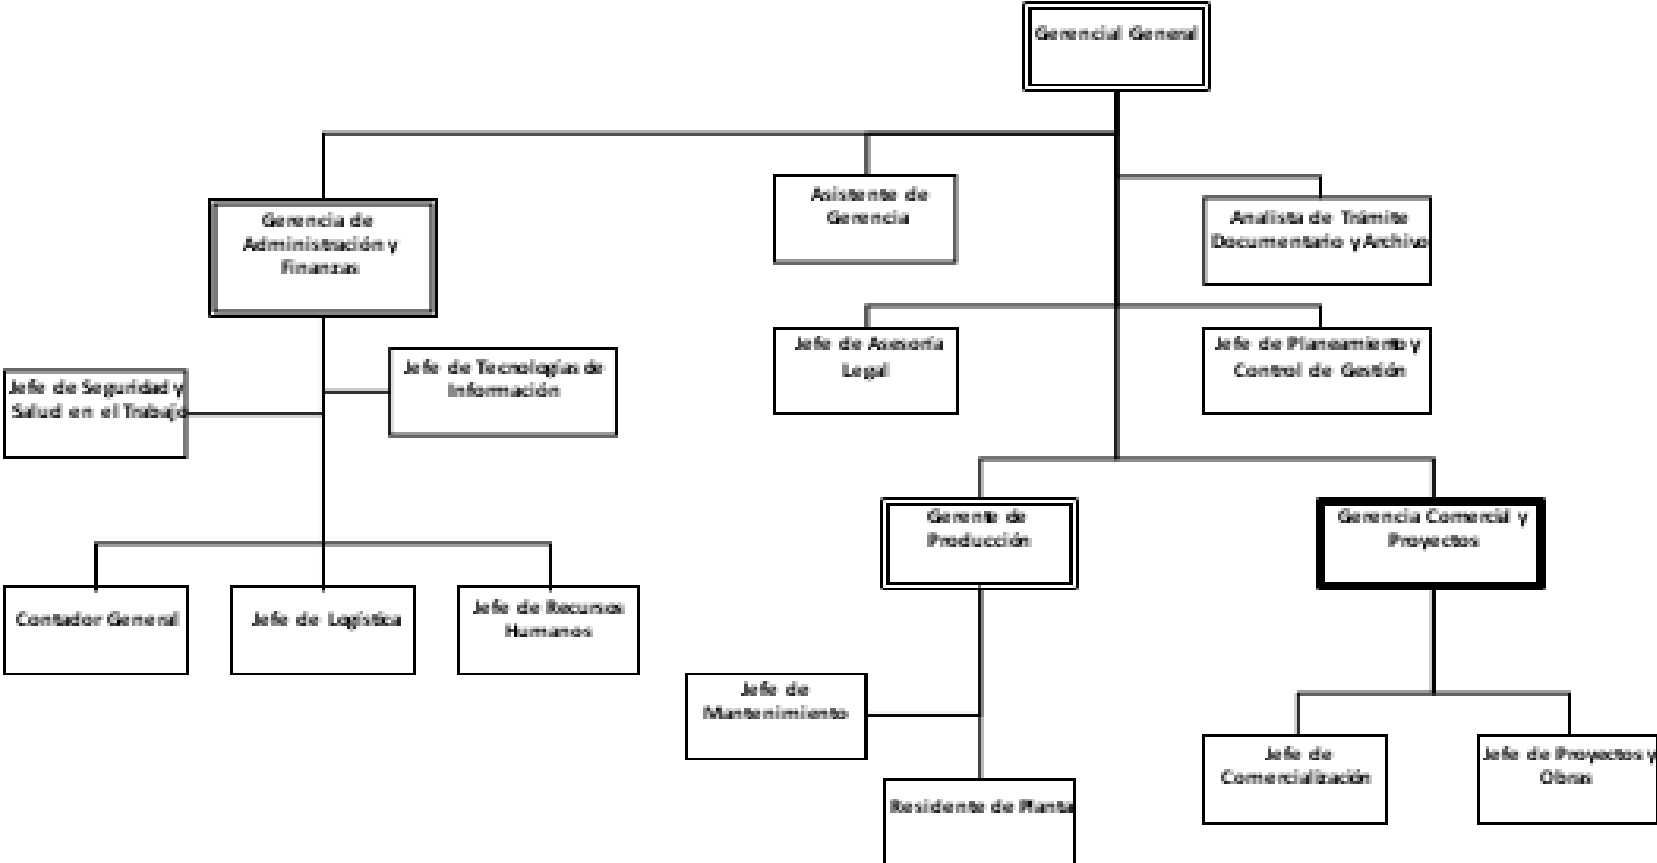 Gerencial General
Asistente de
Gerencia
Analista de Trámite
Documentario y Archivo
Gerencia de
Administración y
Finanzas
Jefe de Asesoría
Legal
Jefe de Planeamiento y
Control de Gestión
Jefe de Tecnologías de
Información
Jefe de Seguridad y
Salud en el Trabajo
Gerente de
Producción
Gerencia Comercial y
Proyectos
Contador General
Jefe de Logística
Jefe de Recursos
Humanos
Jefe de
Mantenimiento
Jefe de
Comercialización
Jefe de Proyectos y
Obras
Residente de Planta